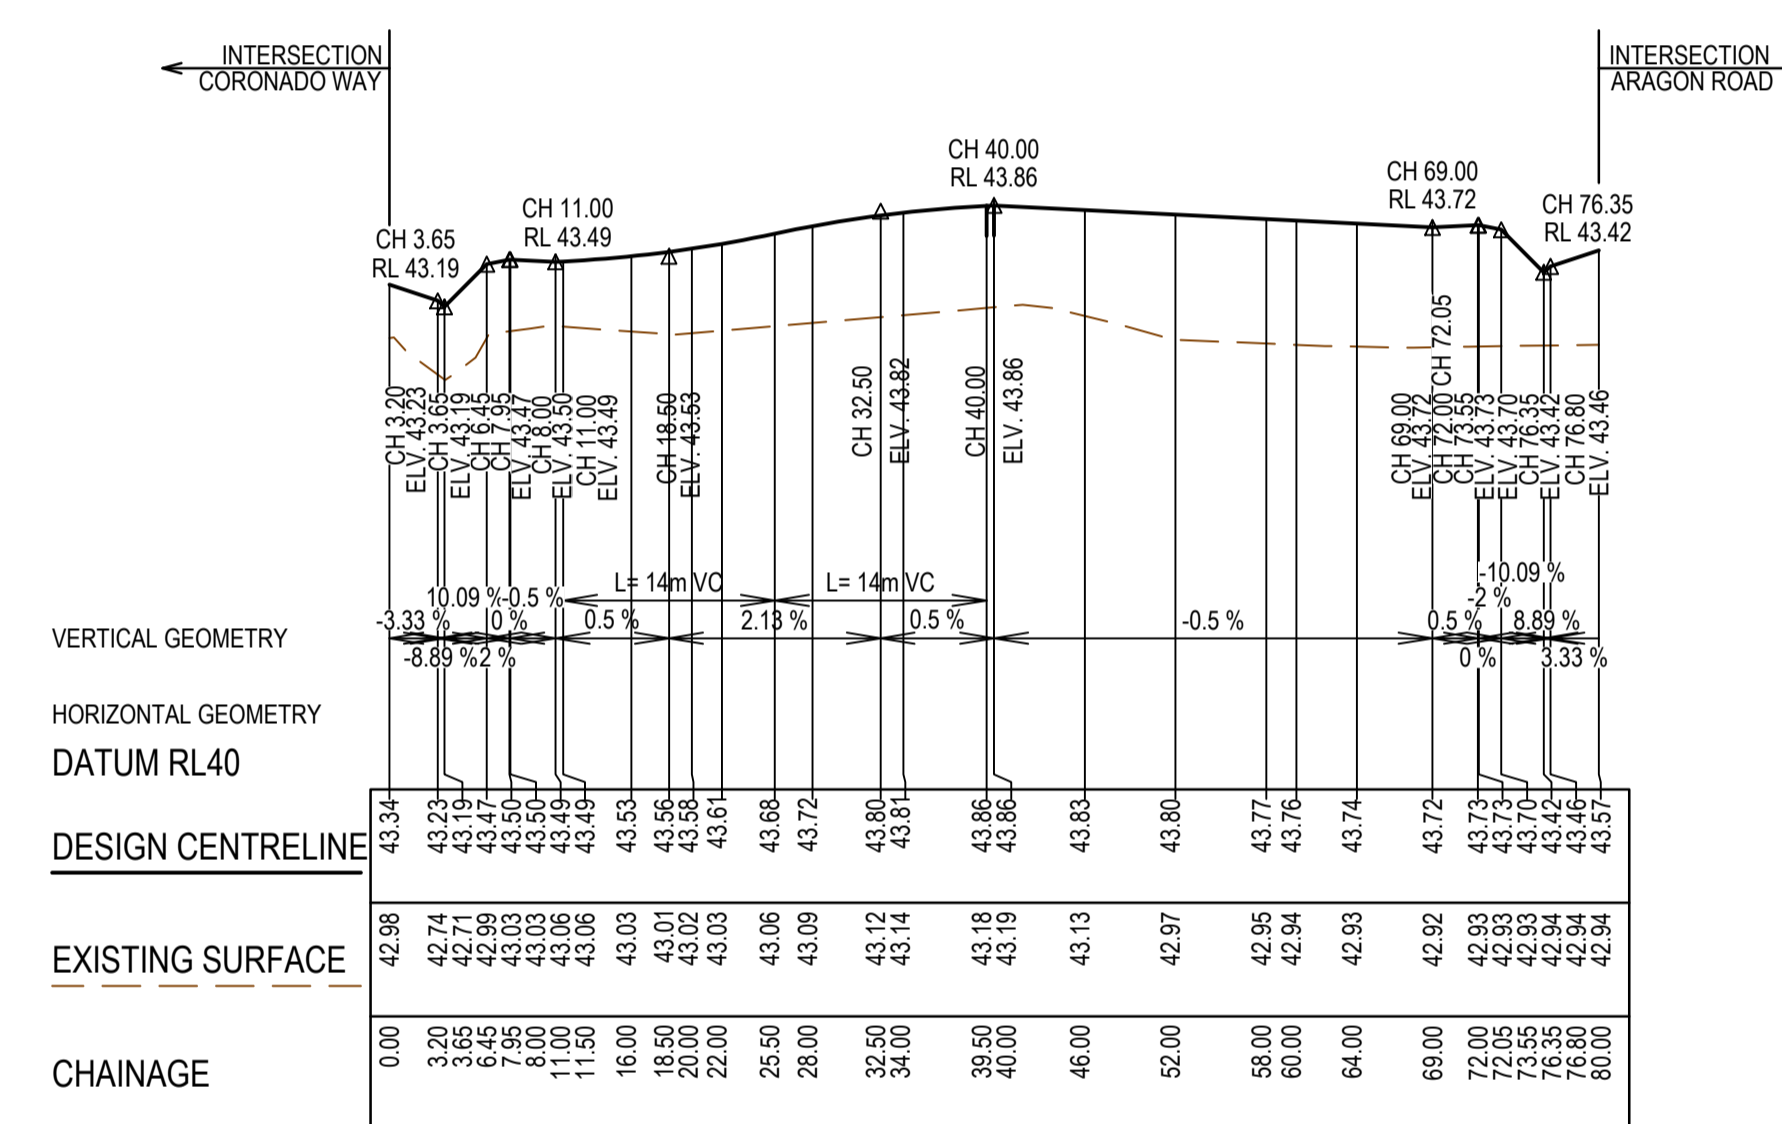 INTERSECTION
CORONADO WAY
INTERSECTION
ARAGON ROAD
CH 3.65
RL 43.19
CH 11.00
RL 43.49
CH 40.00
RL 43.86
CH 69.00
RL 43.72
CH 76.35
RL 43.42
CH 3.20
ELV. 43.23
CH 3.65
ELV. 43.19
CH 6.45
CH 7.95
ELV. 43.47
CH 8.00
ELV. 43.50
CH 11.00
ELV. 43.49
CH 18.50
ELV. 43.53
CH 32.50
ELV. 43.82
CH 40.00
ELV. 43.86
CH 69.00
ELV. 43.72
CH 72.00
CH 72.05
CH 73.55
ELV. 43.73
ELV. 43.70
CH 76.35
ELV. 43.42
CH 76.80
ELV. 43.46
L= 14m VC
L= 14m VC
-10.09 %
10.09 %
-0.5 %
-2 %
-3.33 %
0 %
0.5 %
2.13 %
0.5 %
-0.5 %
0.5 %
8.89 %
VERTICAL GEOMETRY
-8.89 %
2 %
0 %
3.33 %
HORIZONTAL GEOMETRY
DATUM RL40
DESIGN CENTRELINE
43.34 43.23 43.19 43.47 43.50 43.50 43.49 43.49 43.53 43.56 43.58 43.61 43.68 43.72 43.80 43.81 43.86 43.86 43.83 43.80 43.77 43.76 43.74 43.72 43.73 43.73 43.70 43.42 43.46 43.57
EXISTING SURFACE
42.98 42.74 42.71 42.99 43.03 43.03 43.06 43.06 43.03 43.01 43.02 43.03 43.06 43.09 43.12 43.14 43.18 43.19 43.13 42.97 42.95 42.94 42.93 42.92 42.93 42.93 42.93 42.94 42.94 42.94
CHAINAGE
0.00 3.20 3.65 6.45 7.95 8.00 11.00 11.50 16.00 18.50 20.00 22.00 25.50 28.00 32.50 34.00 39.50 40.00 46.00 52.00 58.00 60.00 64.00 69.00 72.00 72.05 73.55 76.35 76.80 80.00